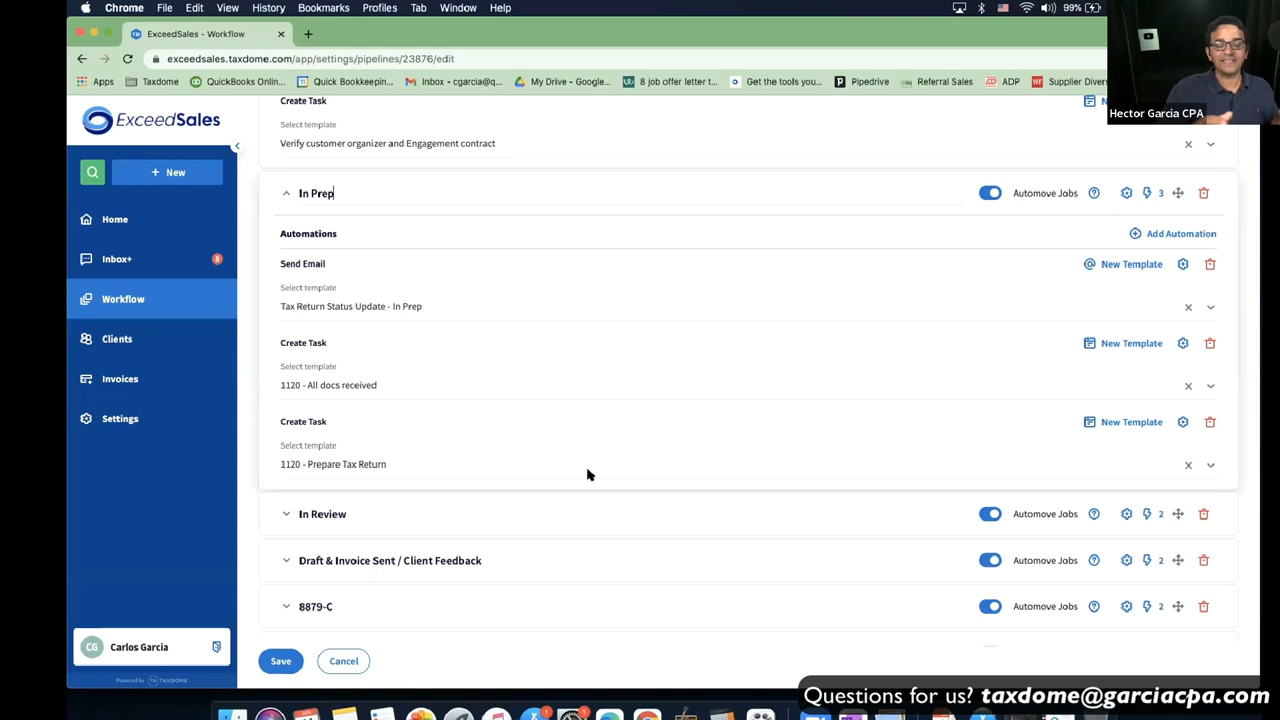 Chrome File Edit View History Bookmarks Profiles Tab Window Help
99%
ExceedSales - Workflow
exceedsales.taxdome.com/app/settings/pipelines/23876/edit
Apps Taxdome QuickBooks Onlin... Quick Bookkeepin... Inbox - cgarcia@q... My Drive - Google... 8 job offer letter t... Get the tools you'... Pipedrive Referral Sales ADP Supplier Divers
Hector Garcia CPA
ExceedSales
New
Home
Inbox+ 8
Workflow
Clients
Invoices
Settings
CG Carlos Garcia
Powered by TAXDOME
Create Task
Select template
Verify customer organizer and Engagement contract
In Prep Automove Jobs 3
Automations Add Automation
Send Email New Template
Select template
Tax Return Status Update - In Prep
Create Task New Template
Select template
1120 - All docs received
Create Task New Template
Select template
1120 - Prepare Tax Return
In Review Automove Jobs 2
Draft & Invoice Sent / Client Feedback Automove Jobs 2
8879-C Automove Jobs 2
Save Cancel
Questions for us? taxdome@garciacpa.com